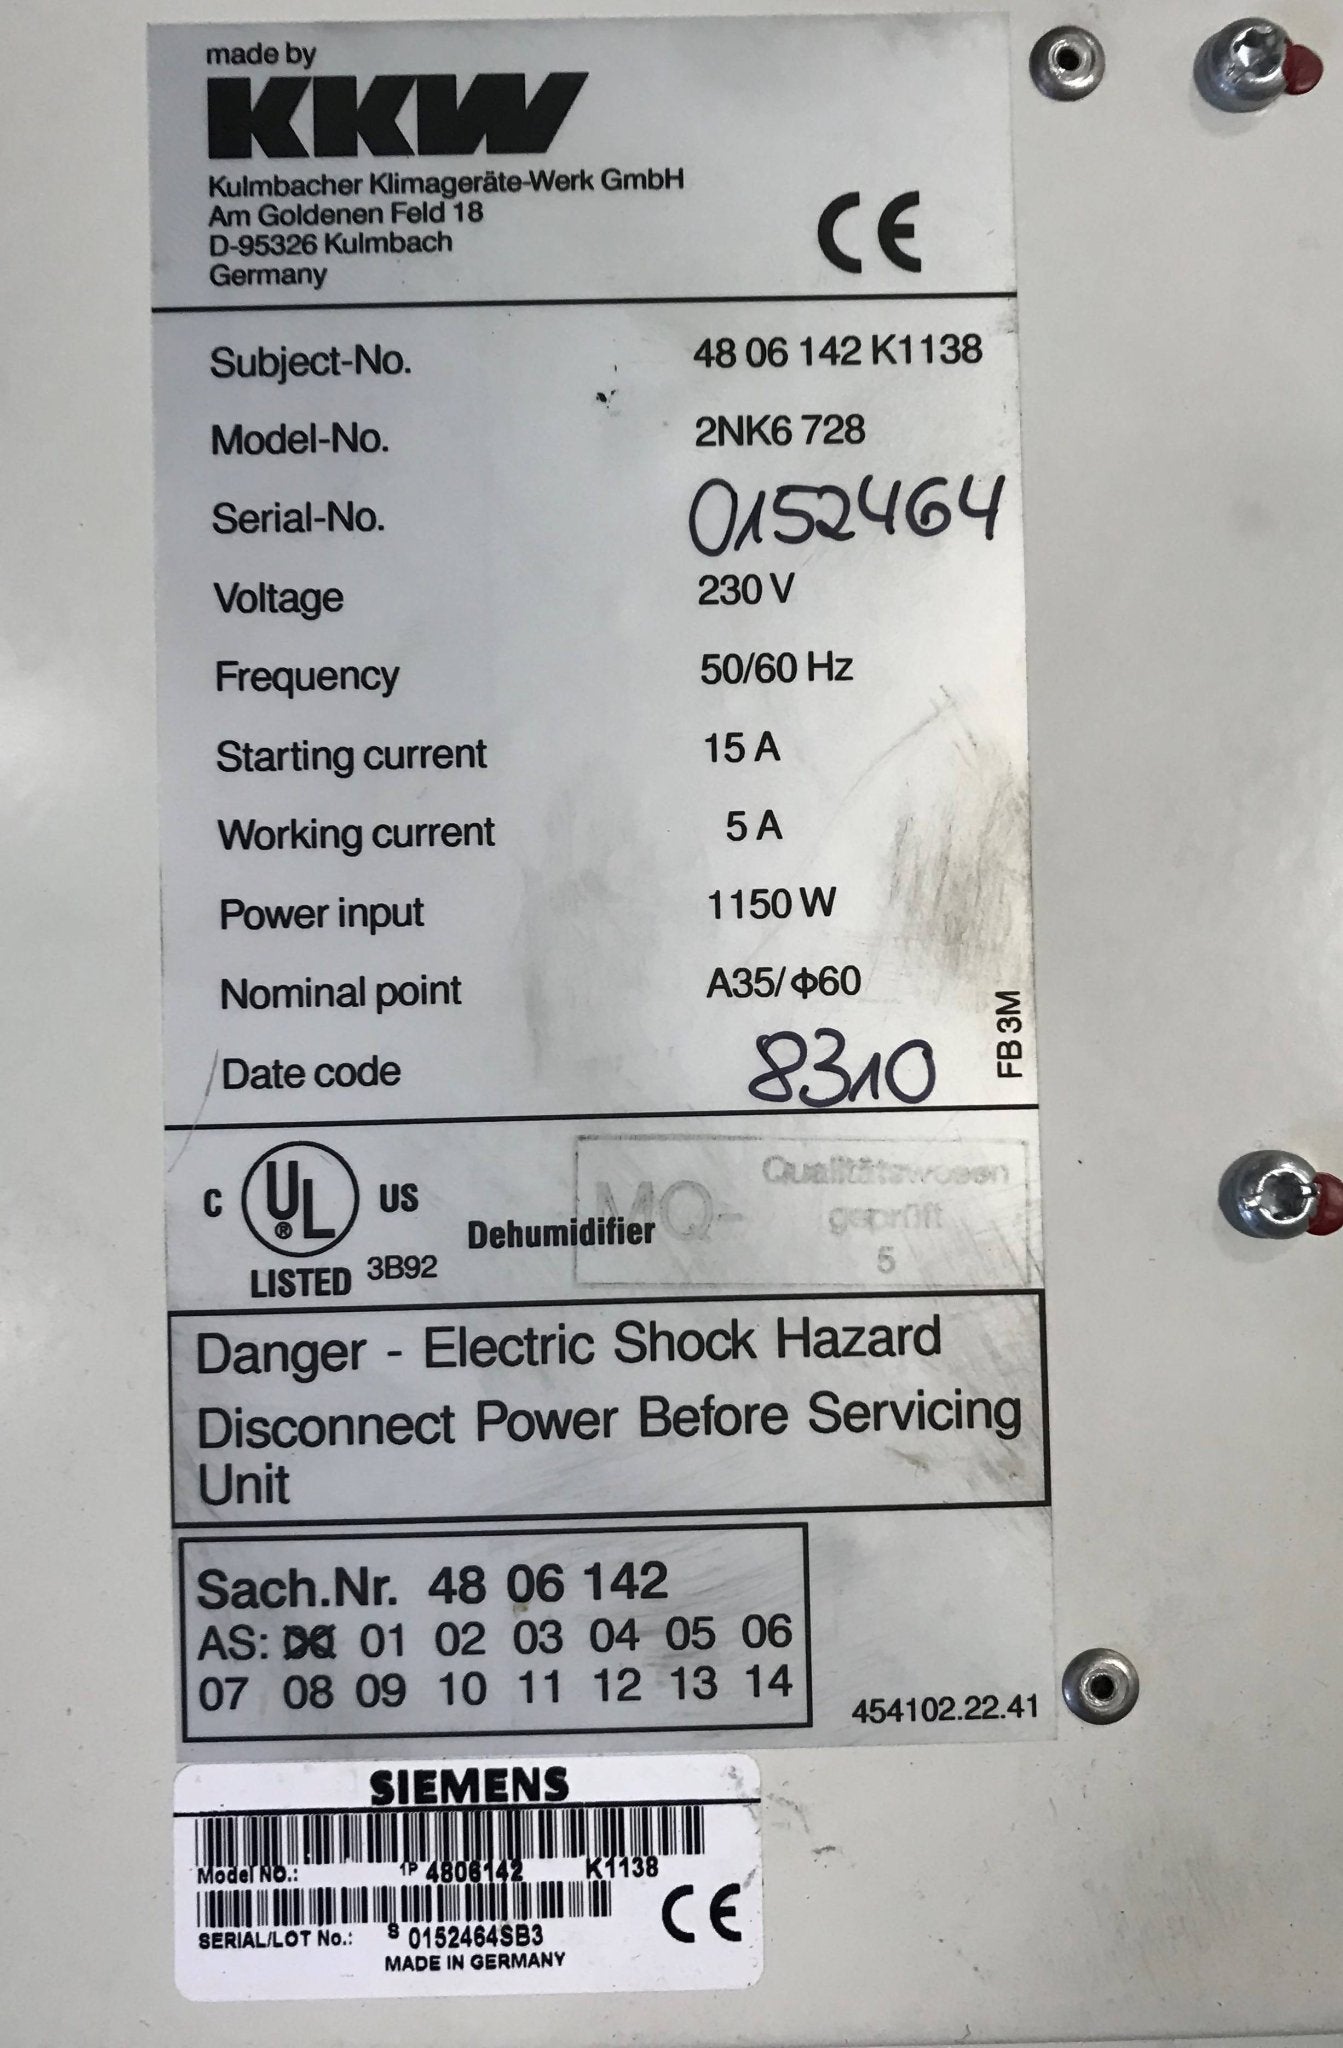 made by
KKW
Kulmbacher Klimageräte-Werk GmbH
Am Goldenen Feld 18
D-95326 Kulmbach
Germany
CE
Subject-No. 48 06 142 K1138
Model-No. 2NK6 728
Serial-No. 0152464
Voltage 230 V
Frequency 50/60 Hz
Starting current 15 A
Working current 5 A
Power input 1150 W
Nominal point A35/ϕ60
Date code 8310
FB 3M
C UL ® US
LISTED 3B92
Dehumidifier
MQ- Qualitätswesen
geprüft
5
Danger - Electric Shock Hazard
Disconnect Power Before Servicing
Unit
Sach.Nr. 48 06 142
AS: 00 01 02 03 04 05 06
07 08 09 10 11 12 13 14
454102.22.41
SIEMENS
Model NO.: 1P 4806142 K1138
SERIAL/LOT No.: S 0152464SB3
CE
MADE IN GERMANY